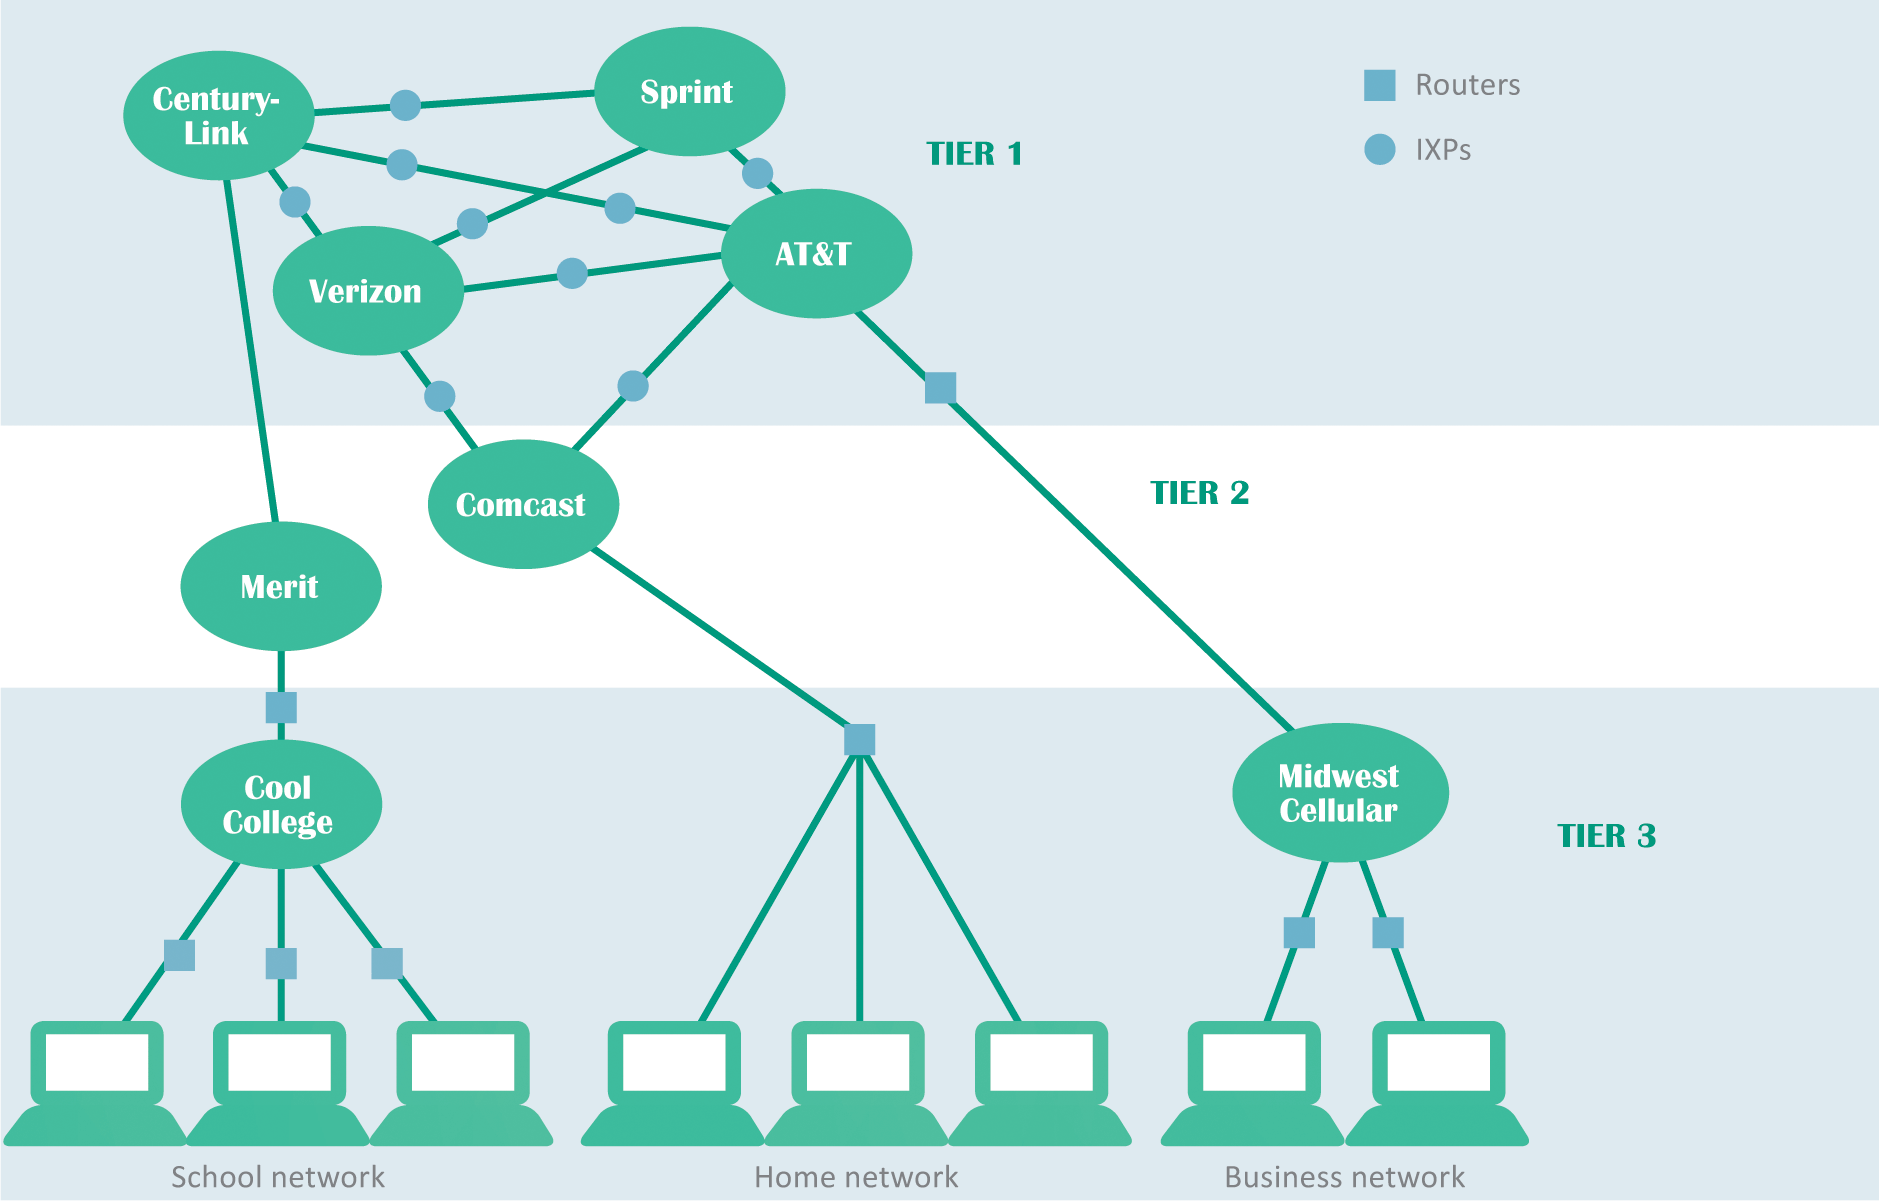 Century-
Link
Sprint
Routers
IXPs
TIER 1
AT&T
Verizon
TIER 2
Comcast
Merit
Cool
College
Midwest
Cellular
TIER 3
School network
Home network
Business network